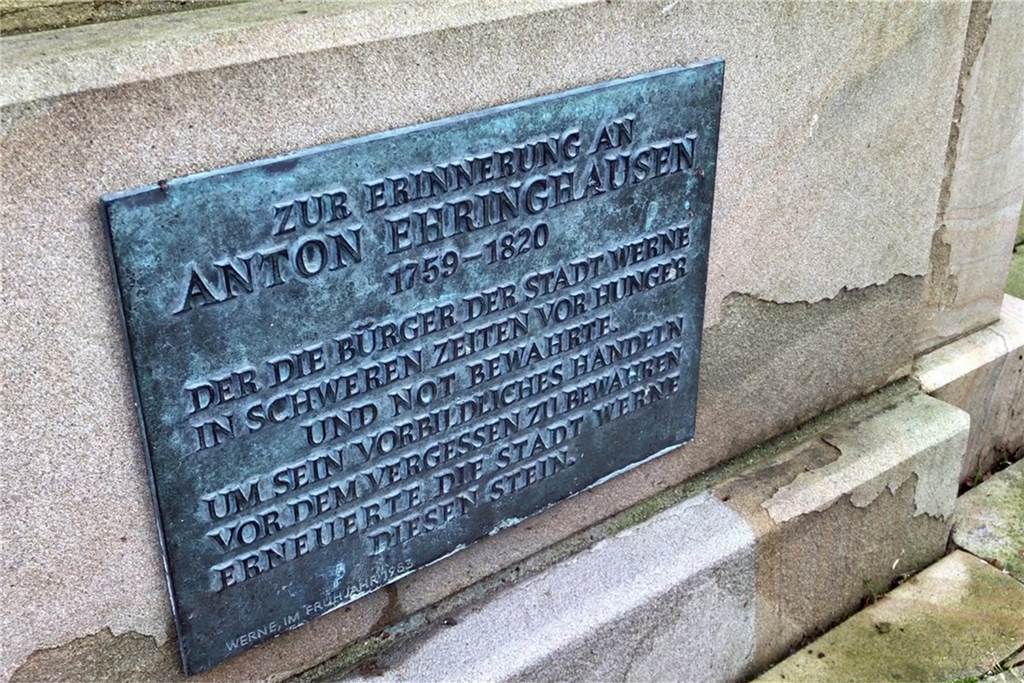 ZUR ERINNERUNG AN
ANTON EHRINGHAUSEN
1759–1820
DER DIE BÜRGER DER STADT WERNE
IN SCHWEREN ZEITEN VOR HUNGER
UND NOT BEWAHRTE.
UM SEIN VORBILDLICHES HANDELN
VOR DEM VERGESSEN ZU BEWAHREN
ERNEUERTE DIE STADT WERNE
DIESEN STEIN.
WERNE, IM FRÜHJAHR 1983